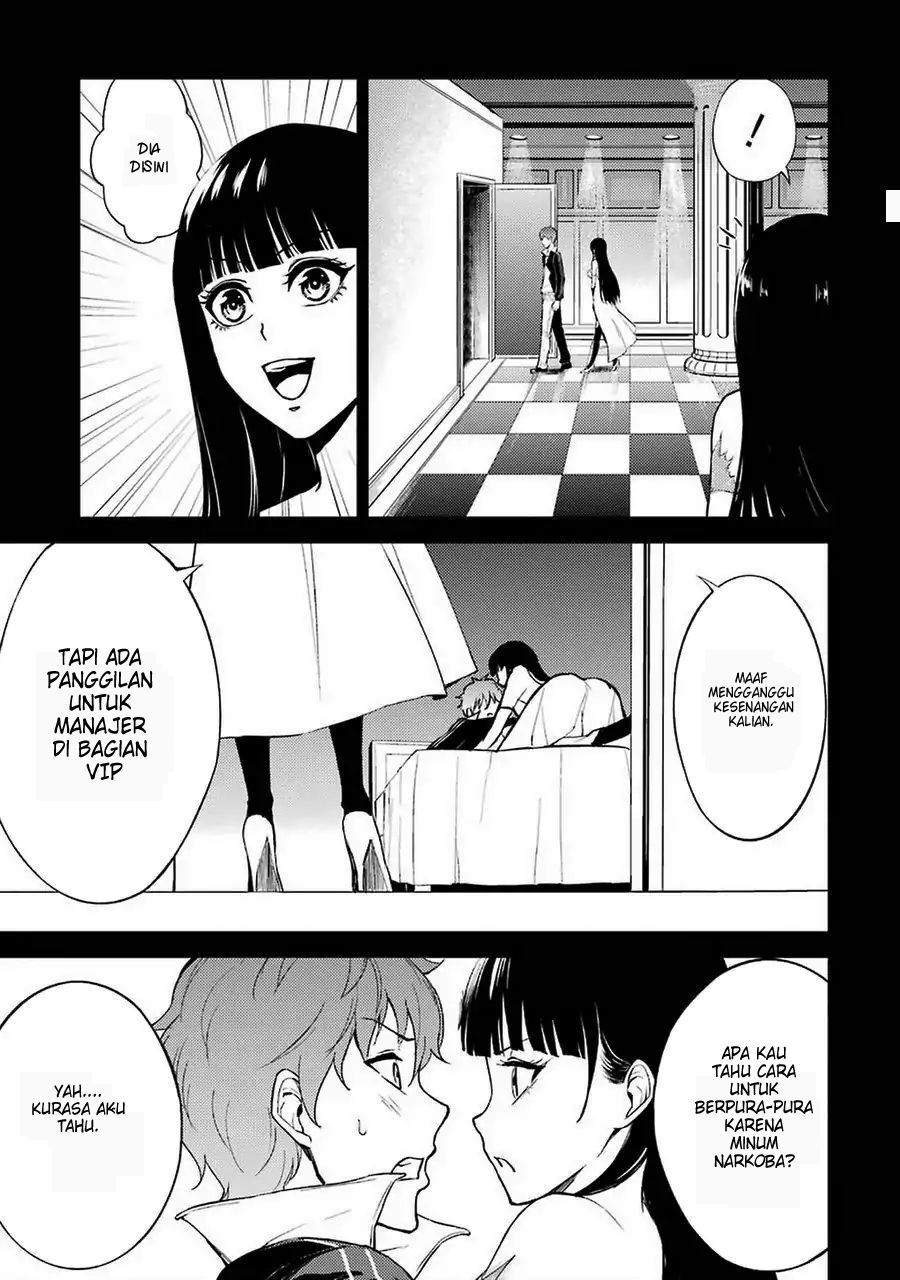 !
DIA
DISINI
MAAF
MENGGANGGU
KESENANGAN
KALIAN.
TAPI ADA
PANGGILAN
UNTUK
MANAJER
DI BAGIAN
VIP
APA KAU
TAHU CARA
UNTUK
BERPURA-PURA
KARENA
MINUM
NARKOBA?
YAH....
KURASA AKU
TAHU.